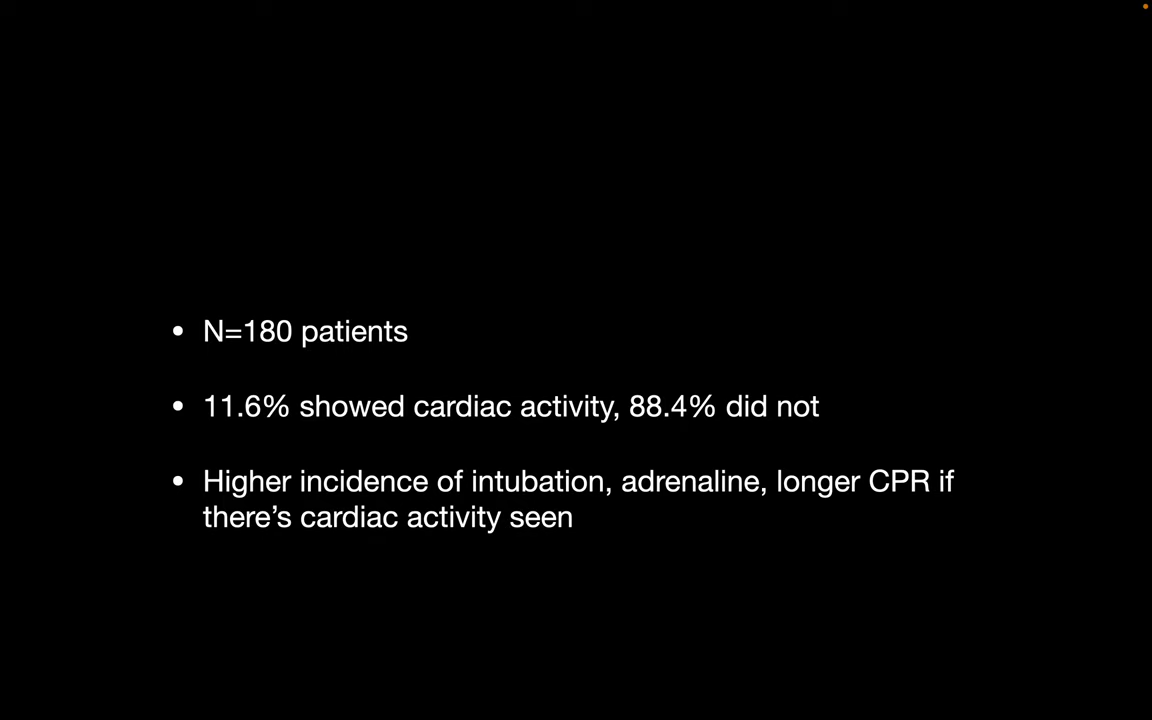 • N=180 patients
• 11.6% showed cardiac activity, 88.4% did not
• Higher incidence of intubation, adrenaline, longer CPR if
there’s cardiac activity seen